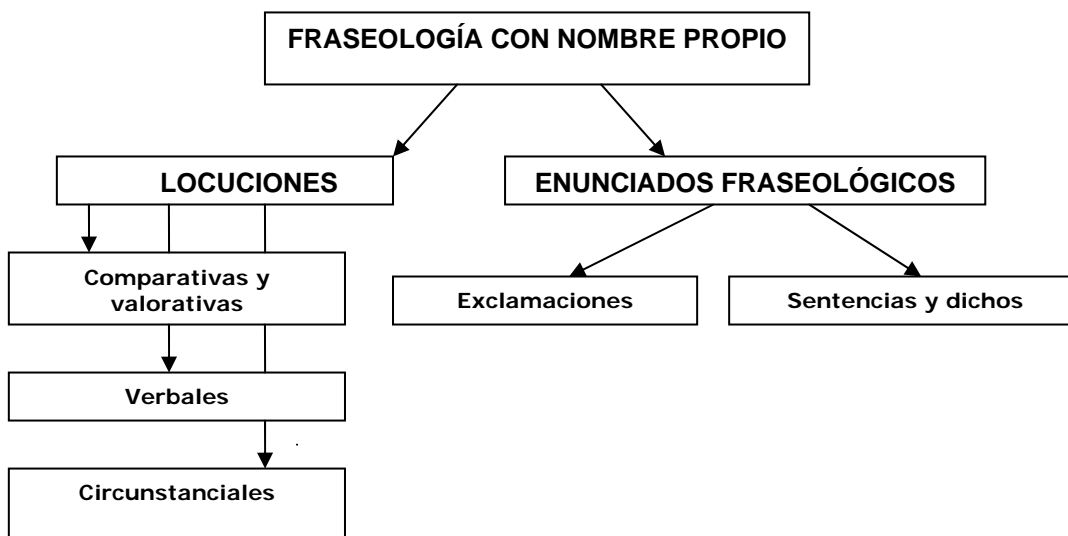 FRASEOLOGÍA CON NOMBRE PROPIO
LOCUCIONES
ENUNCIADOS FRASEOLÓGICOS
Comparativas y
valorativas
Exclamaciones
Sentencias y dichos
Verbales
Circunstanciales